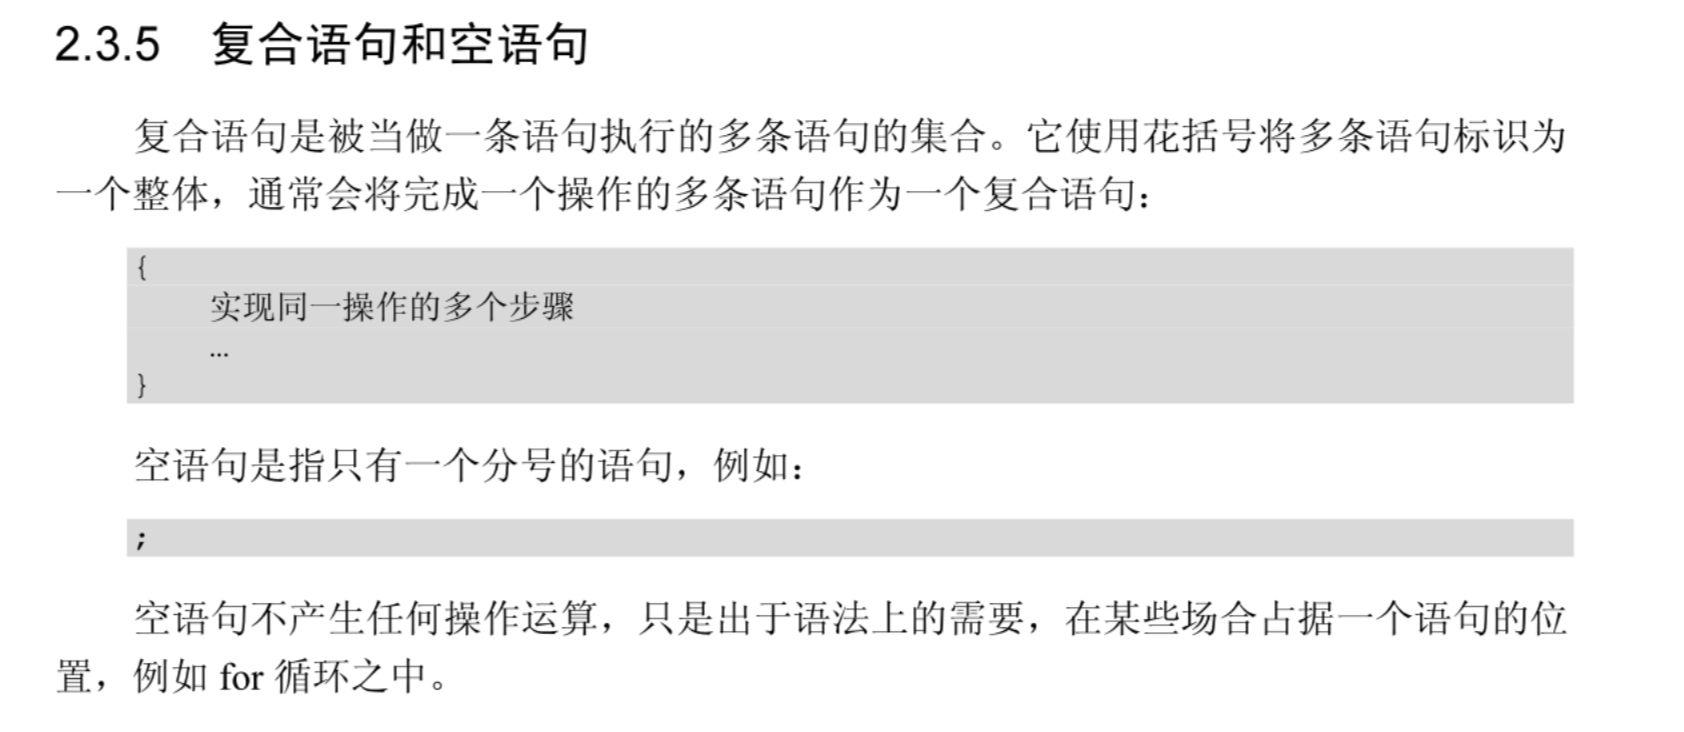 2.3.5 复合语句和空语句
复合语句是被当做一条语句执行的多条语句的集合。它使用花括号将多条语句标识为
一个整体，通常会将完成一个操作的多条语句作为一个复合语句：
{
实现同一操作的多个步骤
…
}
空语句是指只有一个分号的语句，例如：
;
空语句不产生任何操作运算，只是出于语法上的需要，在某些场合占据一个语句的位
置，例如 for 循环之中。